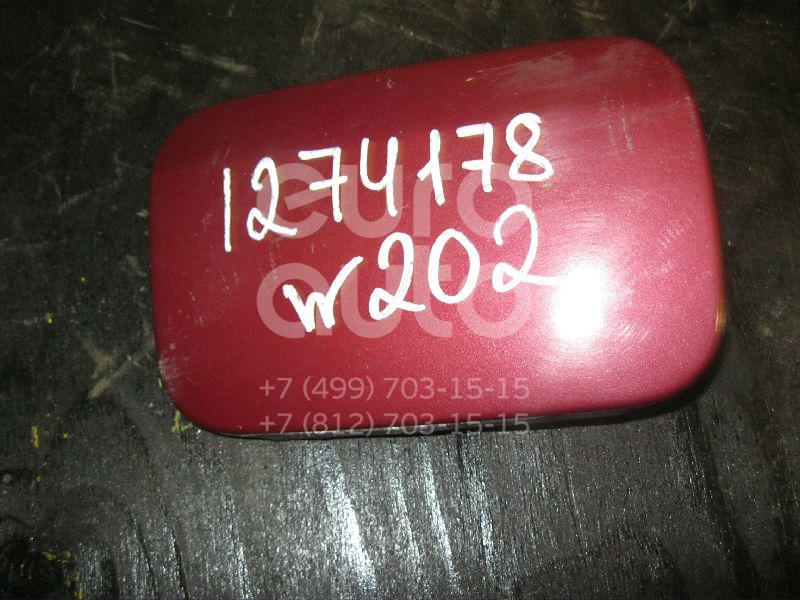 1274178
w202
euro
auto
+7 (499) 703-15-15
+7 (812) 703-15-15